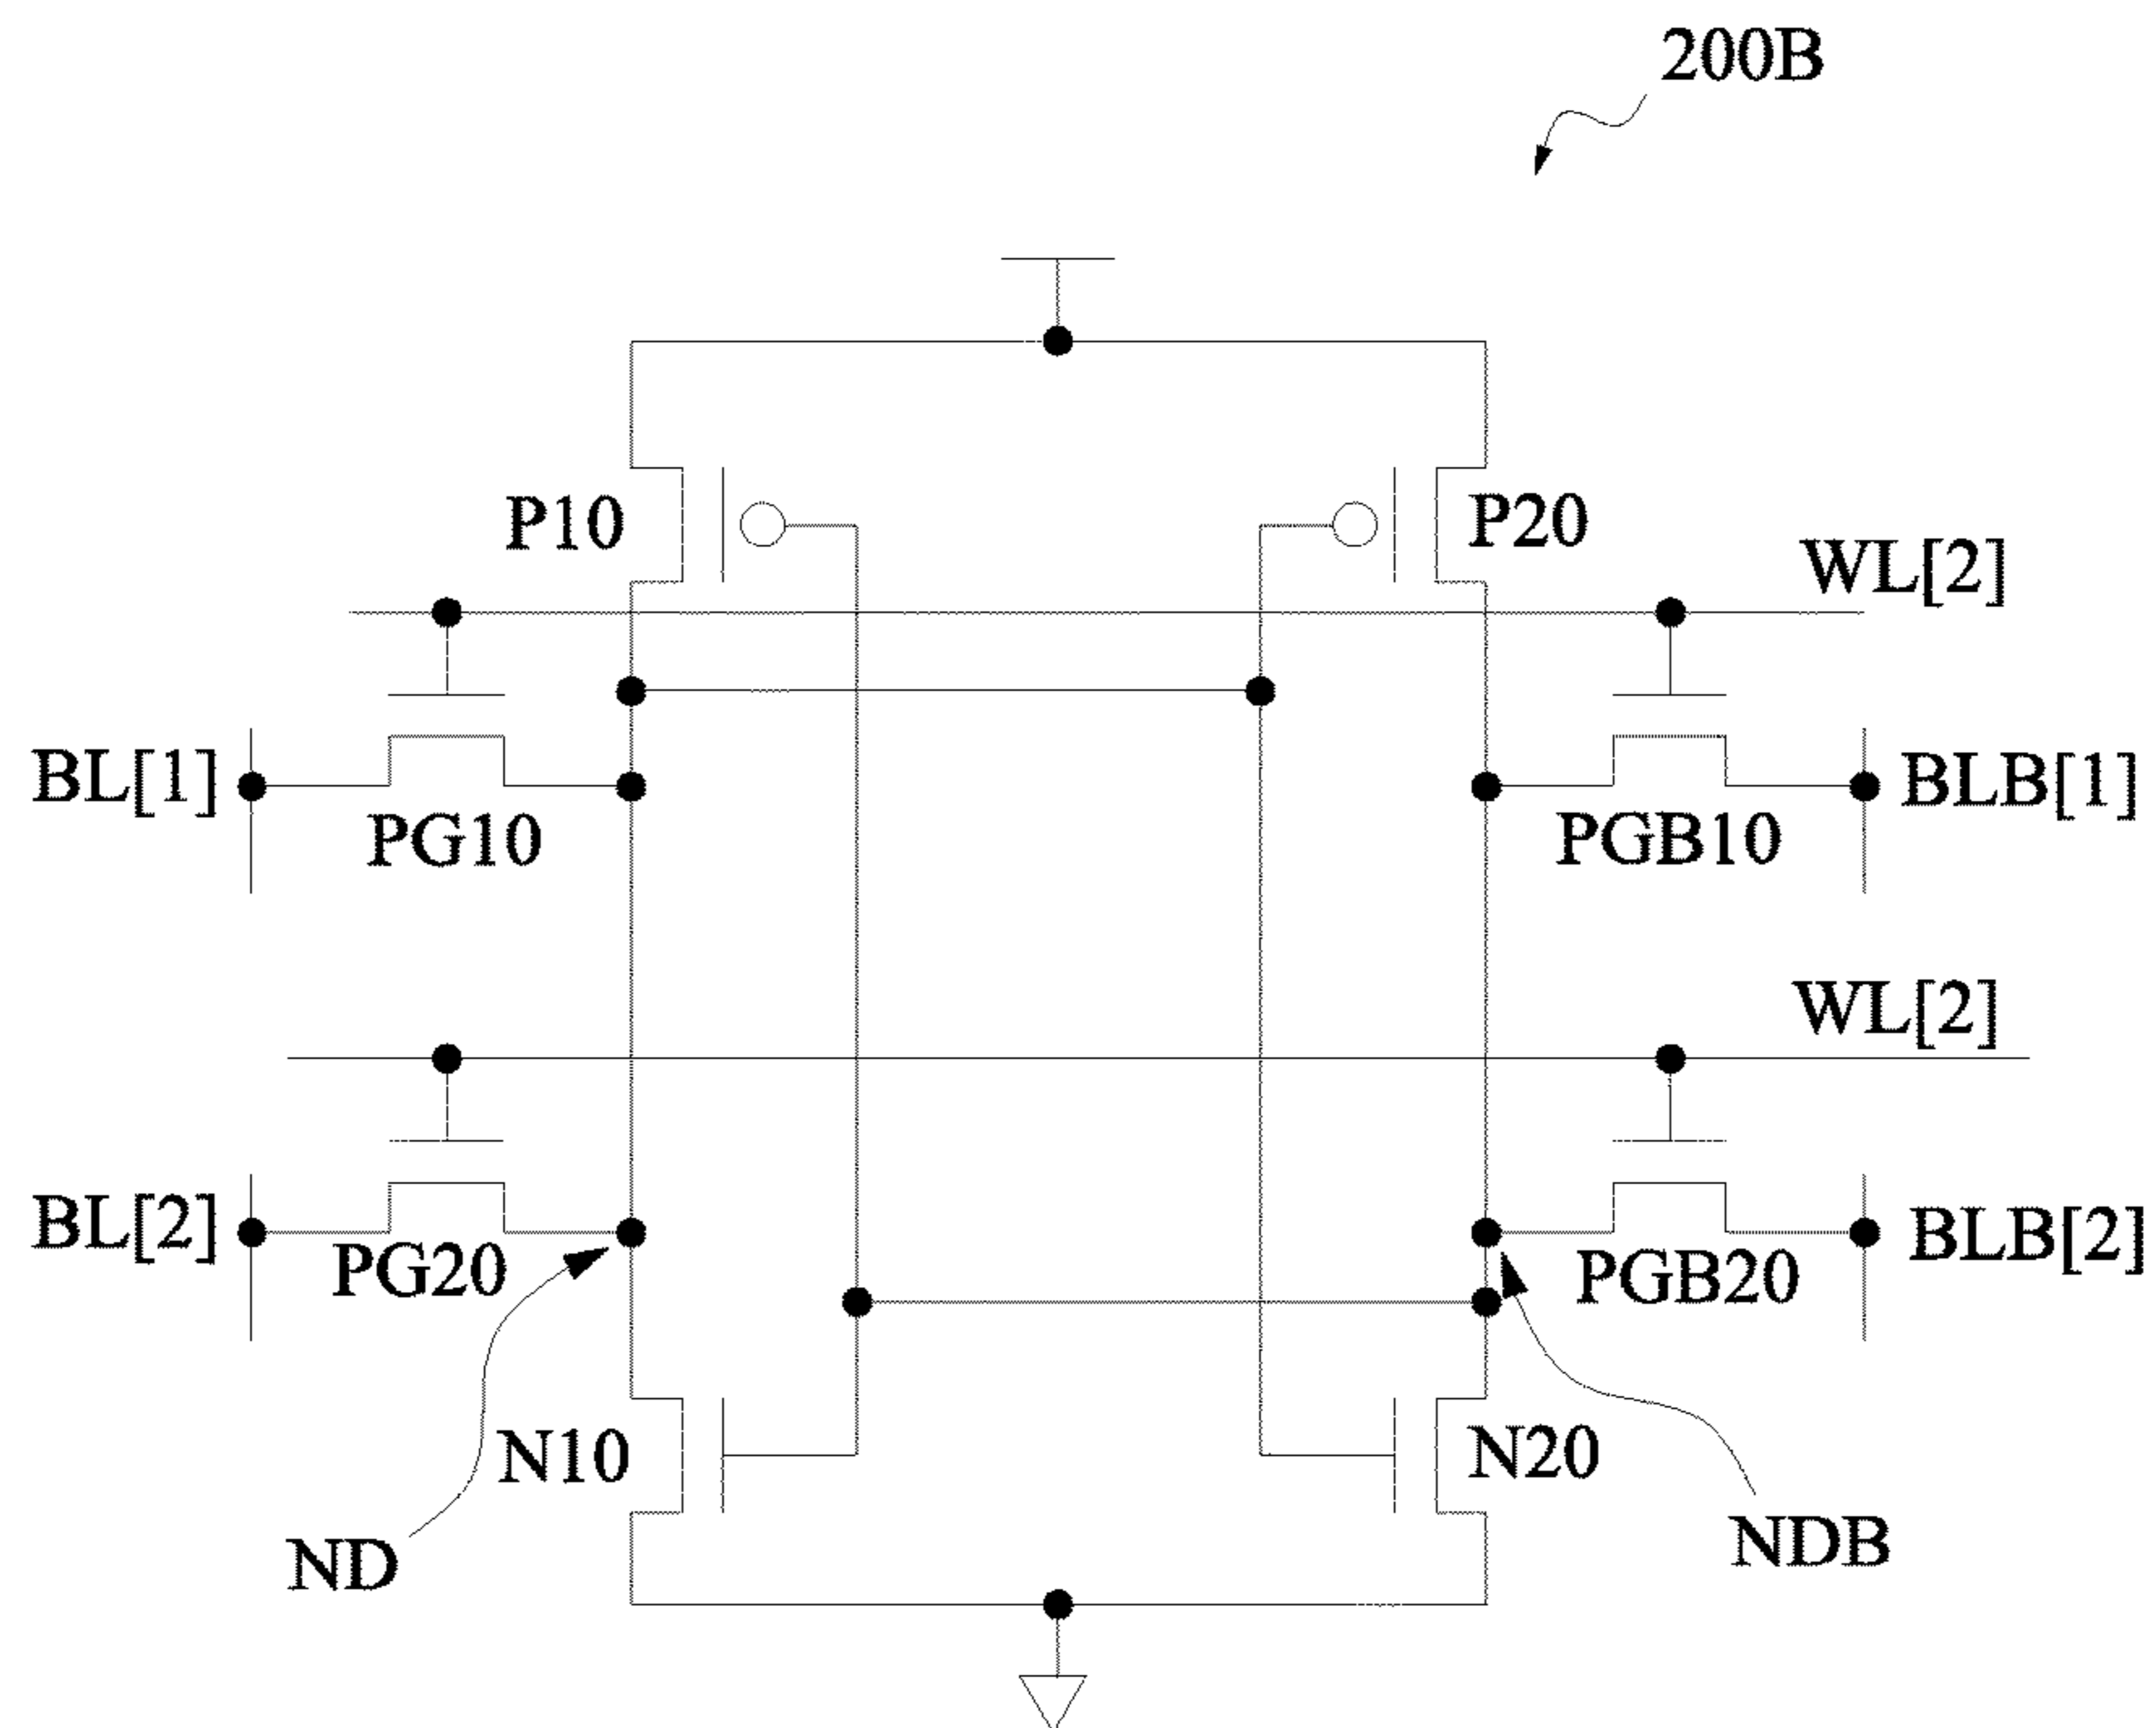 200B
P10
P20
WL[2]
BL[1]
BLB[1]
PG10
PGB10
WL[2]
BL[2]
BLB[2]
PG20
PGB20
N10
N20
ND
NDB